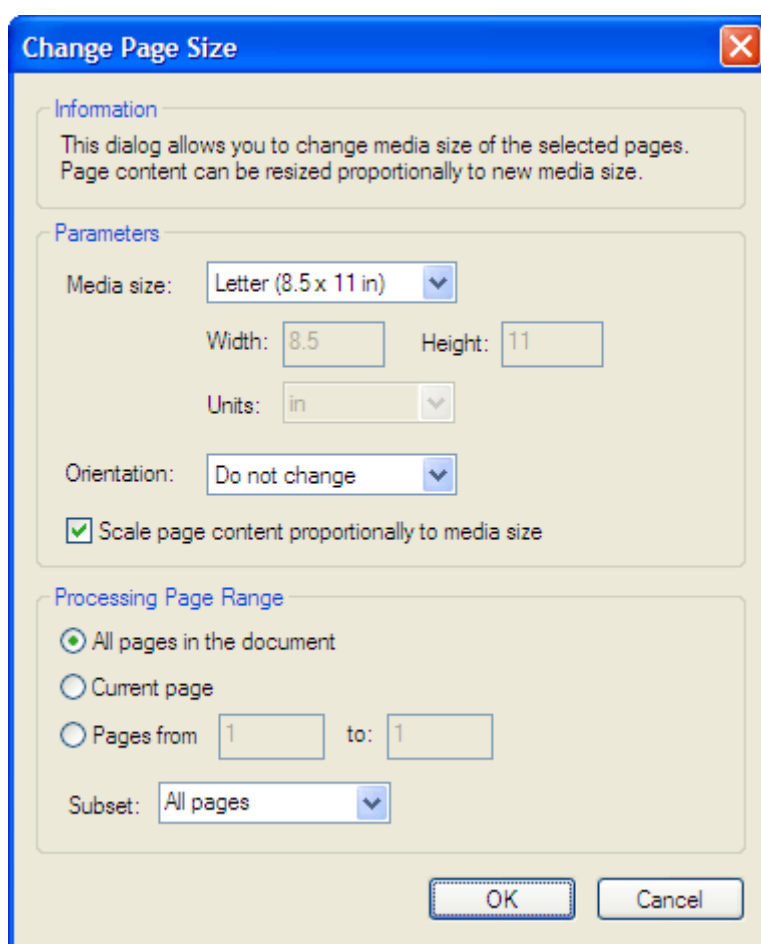 Change Page Size
Information
This dialog allows you to change media size of the selected pages.
Page content can be resized proportionally to new media size.
Parameters
Media size: Letter (8.5 x 11 in)
Width: 8.5 Height: 11
Units: in
Orientation: Do not change
Scale page content proportionally to media size
Processing Page Range
All pages in the document
Current page
Pages from 1 to: 1
Subset: All pages
OK Cancel